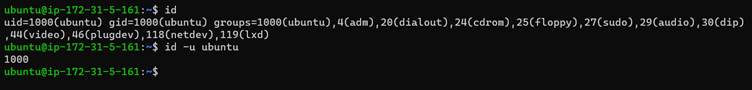 ubuntu@ip-172-31-5-161:~$ id
uid=1000(ubuntu) gid=1000(ubuntu) groups=1000(ubuntu),4(adm),20(dialout),24(cdrom),25(floppy),27(sudo),29(audio),30(dip)
,44(video),46(plugdev),118(netdev),119(lxd)
ubuntu@ip-172-31-5-161:~$ id -u ubuntu
1000
ubuntu@ip-172-31-5-161:~$